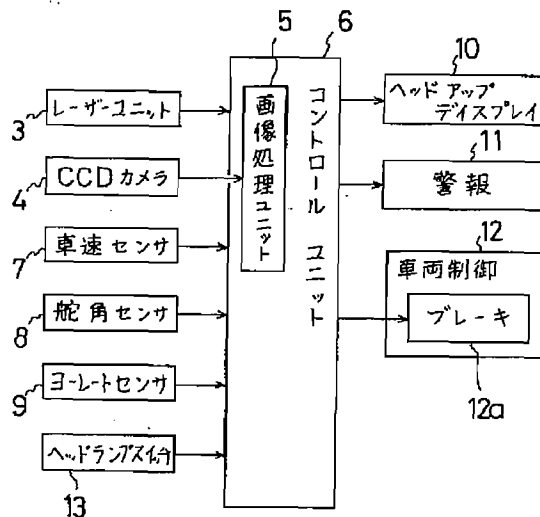 5
6
10
3
レーザーユニット
4
CCDカメラ
7
車速センサ
8
舵角センサ
9
ヨーレートセンサ
ヘッドランプスイッチ
13
画像処理ユニット
コントロール ユニット
ヘッドアップ
デイスプレイ
11
警報
12
車両制御
ブレーキ
12a